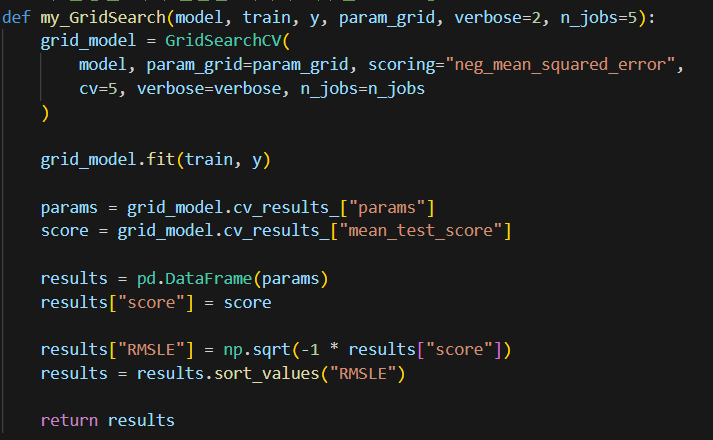 def my_GridSearch(model, train, y, param_grid, verbose=2, n_jobs=5):
    grid_model = GridSearchCV(
        model, param_grid=param_grid, scoring="neg_mean_squared_error",
        cv=5, verbose=verbose, n_jobs=n_jobs
    )

    grid_model.fit(train, y)

    params = grid_model.cv_results_["params"]
    score = grid_model.cv_results_["mean_test_score"]

    results = pd.DataFrame(params)
    results["score"] = score

    results["RMSLE"] = np.sqrt(-1 * results["score"])
    results = results.sort_values("RMSLE")

    return results